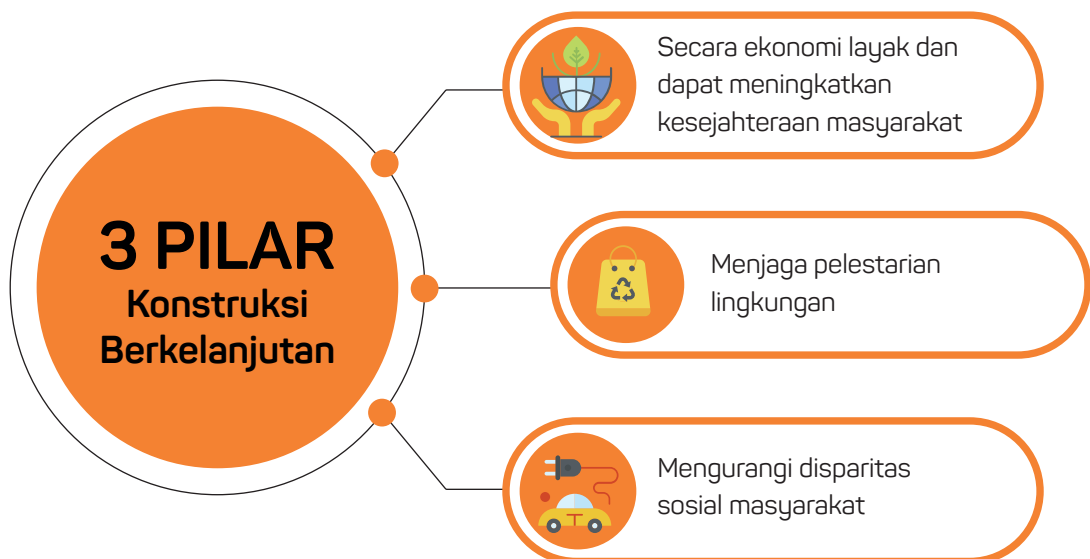 3 PILAR
Konstruksi
Berkelanjutan
Secara ekonomi layak dan
dapat meningkatkan
kesejahteraan masyarakat
Menjaga pelestarian
lingkungan
Mengurangi disparitas
sosial masyarakat